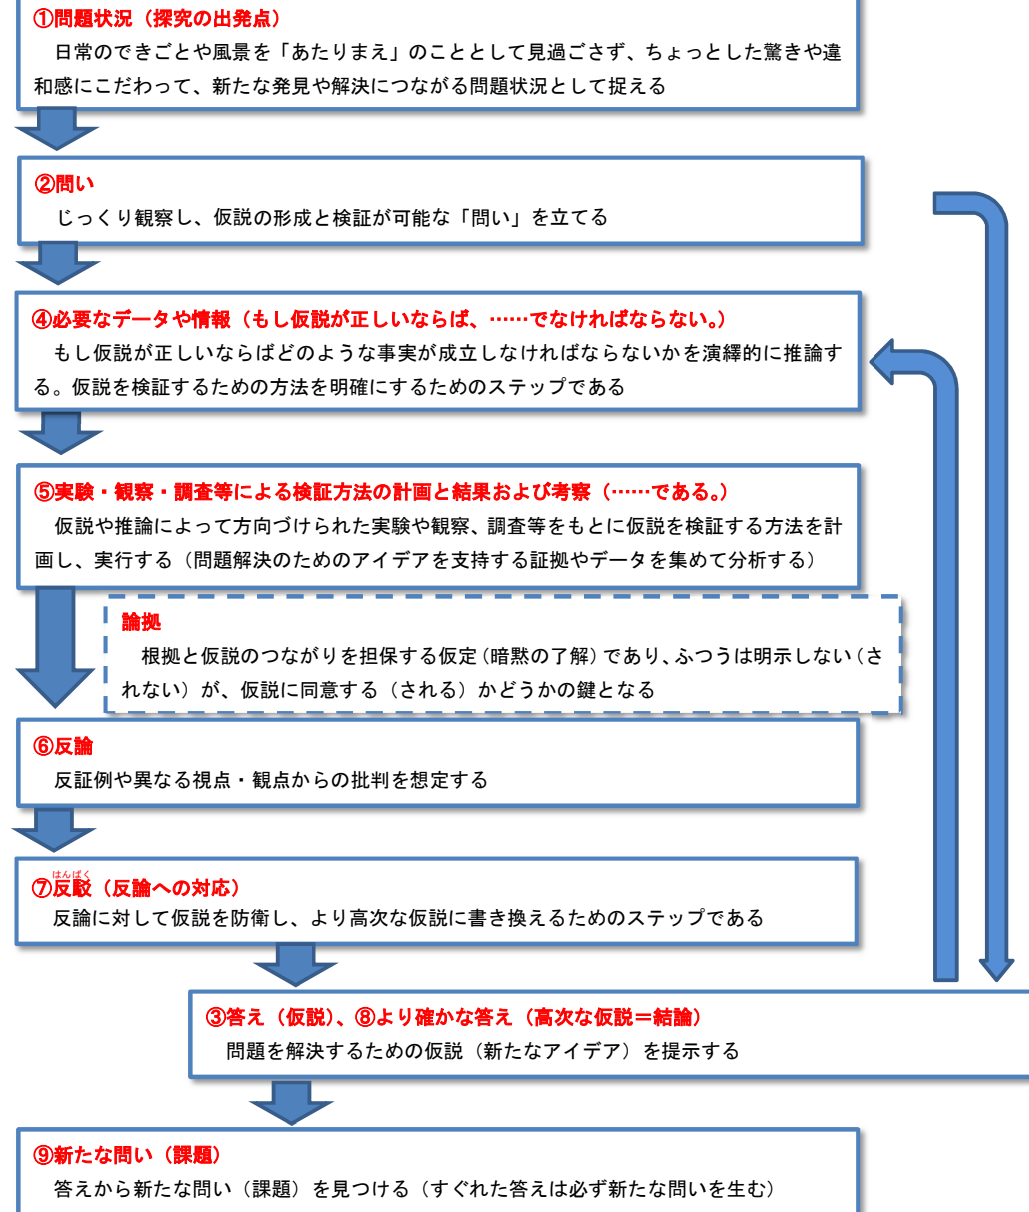 ①問題状況（探究の出発点）
日常のできごとや風景を「あたりまえ」のこととして見過ごさず、ちょっとした驚きや違
和感にこだわって、新たな発見や解決につながる問題状況として捉える
②問い
じっくり観察し、仮説の形成と検証が可能な「問い」を立てる
④必要なデータや情報（もし仮説が正しいならば、……でなければならない。）
もし仮説が正しいならばどのような事実が成立しなければならないかを演繹的に推論す
る。仮説を検証するための方法を明確にするためのステップである
⑤実験・観察・調査等による検証方法の計画と結果および考察（……である。）
仮説や推論によって方向づけられた実験や観察、調査等をもとに仮説を検証する方法を計
画し、実行する（問題解決のためのアイデアを支持する証拠やデータを集めて分析する）
論拠
根拠と仮説のつながりを担保する仮定（暗黙の了解）であり、ふつうは明示しない（さ
れない）が、仮説に同意する（される）かどうかの鍵となる
⑥反論
反証例や異なる視点・観点からの批判を想定する
はんばく
⑦反駁（反論への対応）
反論に対して仮説を防衛し、より高次な仮説に書き換えるためのステップである
③答え（仮説）、⑧より確かな答え（高次な仮説＝結論）
問題を解決するための仮説（新たなアイデア）を提示する
⑨新たな問い（課題）
答えから新たな問い（課題）を見つける（すぐれた答えは必ず新たな問いを生む）